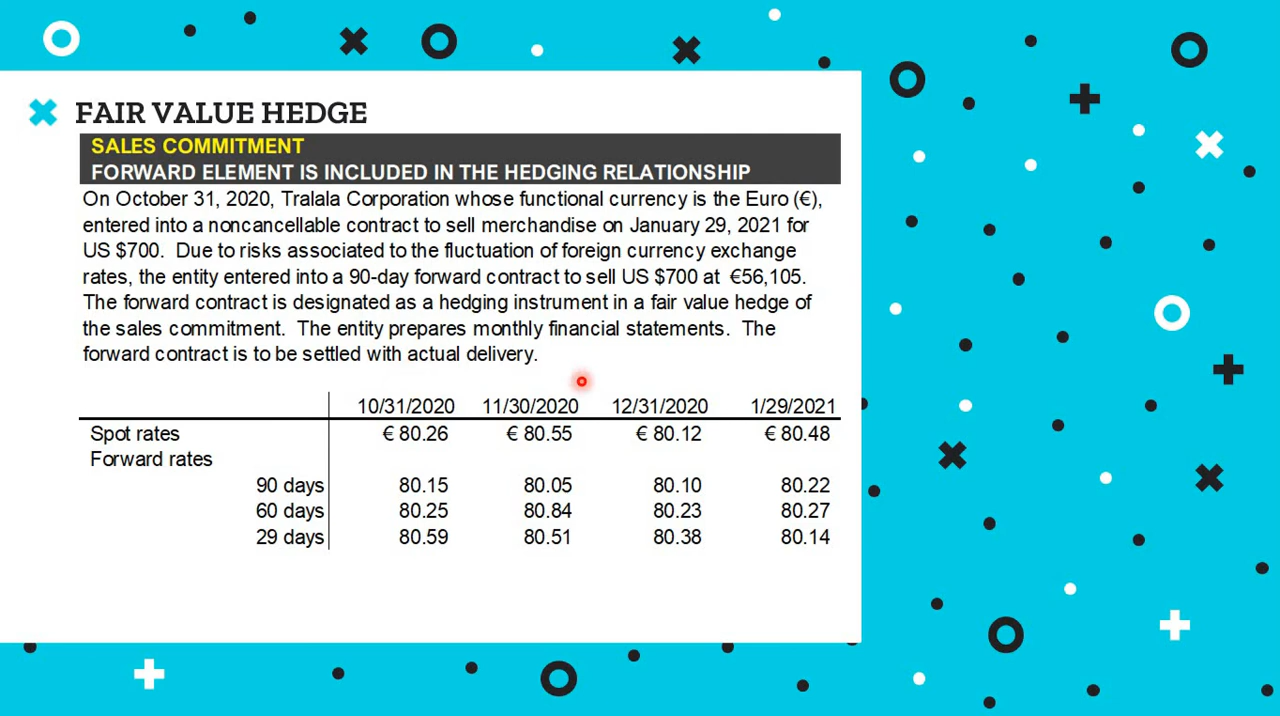 FAIR VALUE HEDGE
SALES COMMITMENT
FORWARD ELEMENT IS INCLUDED IN THE HEDGING RELATIONSHIP
On October 31, 2020, Tralala Corporation whose functional currency is the Euro (€),
entered into a noncancellable contract to sell merchandise on January 29, 2021 for
US $700. Due to risks associated to the fluctuation of foreign currency exchange
rates, the entity entered into a 90-day forward contract to sell US $700 at €56,105.
The forward contract is designated as a hedging instrument in a fair value hedge of
the sales commitment. The entity prepares monthly financial statements. The
forward contract is to be settled with actual delivery.
10/31/2020 11/30/2020 12/31/2020 1/29/2021
Spot rates € 80.26 € 80.55 € 80.12 € 80.48
Forward rates
90 days 80.15 80.05 80.10 80.22
60 days 80.25 80.84 80.23 80.27
29 days 80.59 80.51 80.38 80.14